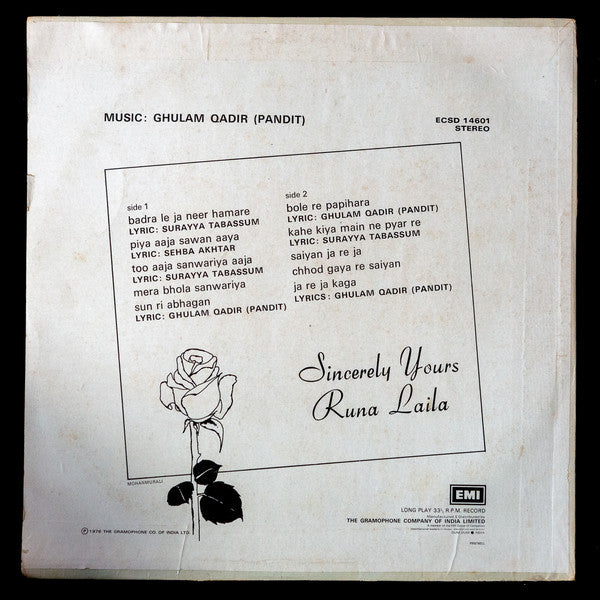 MUSIC: GHULAM QADIR (PANDIT)
ECSD 14601
STEREO
side 1
badra le ja neer hamare
LYRIC: SURAYYA TABASSUM
piya aaja sawan aaya
LYRIC: SEHBA AKHTAR
too aaja sanwariya aaja
LYRIC: SURAYYA TABASSUM
mera bhola sanwariya
sun ri abhagan
LYRIC: GHULAM QADIR (PANDIT)
side 2
bole re papihara
LYRIC: GHULAM QADIR (PANDIT)
kahe kiya main ne pyar re
LYRIC: SURAYYA TABASSUM
saiyan ja re ja
chhod gaya re saiyan
ja re ja kaga
LYRICS: GHULAM QADIR (PANDIT)
Sincerely Yours
Runa Laila
MOHANMURALI
℗ 1976 THE GRAMOPHONE CO. OF INDIA LTD
EMI
LONG PLAY 33⅓ R.P.M. RECORD
Manufactured & Distributed by
THE GRAMOPHONE COMPANY OF INDIA LIMITED